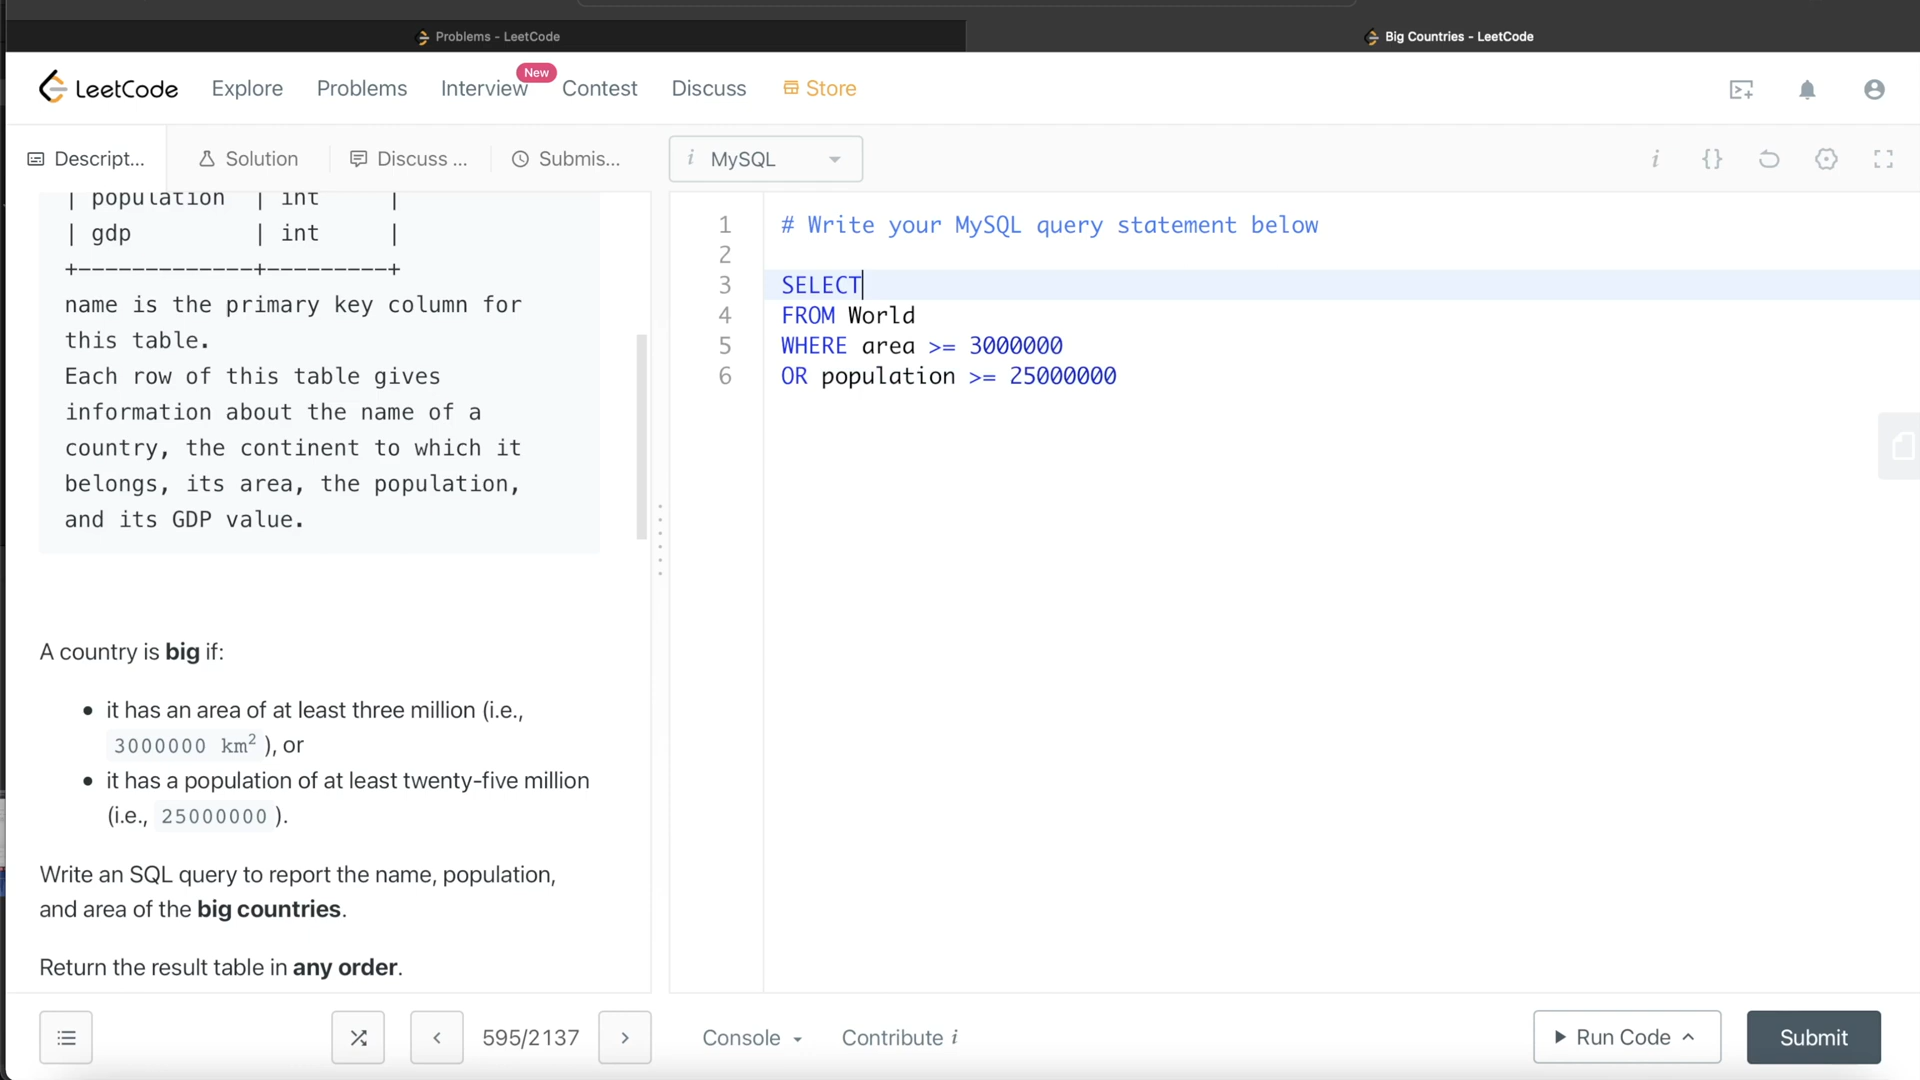 Problems - LeetCode
Big Countries - LeetCode
LeetCode Explore Problems Interview New Contest Discuss Store
Descript... Solution Discuss ... Submis...
i MySQL
i {}
| population | int |
| gdp | int |
+-------------+---------+
name is the primary key column for
this table.
Each row of this table gives
information about the name of a
country, the continent to which it
belongs, its area, the population,
and its GDP value.
A country is big if:
• it has an area of at least three million (i.e.,
3000000 km² ), or
• it has a population of at least twenty-five million
(i.e., 25000000 ).
Write an SQL query to report the name, population,
and area of the big countries.
Return the result table in any order.
1 # Write your MySQL query statement below
2
3 SELECT
4 FROM World
5 WHERE area >= 3000000
6 OR population >= 25000000
595/2137
Console
Contribute i
Run Code
Submit